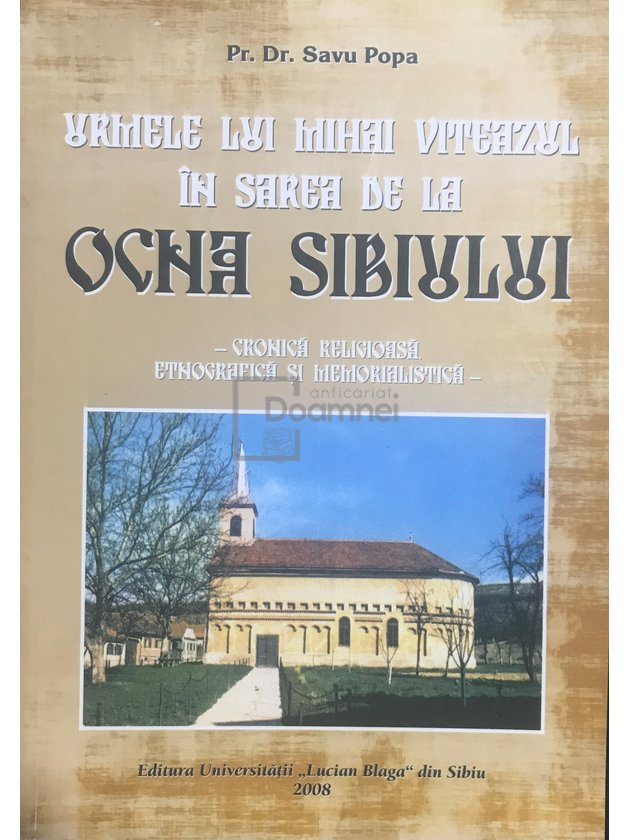 Pr. Dr. Savu Popa
URMELE LUI MIHAI VITEAZUL
ÎN SAREA DE LA
OCNA SIBIULUI
– CRONICĂ RELIGIOASĂ
ETNOGRAFICĂ ȘI MEMORIALISTICĂ –
anticariat
Doamnei
Editura Universității „Lucian Blaga“ din Sibiu
2008